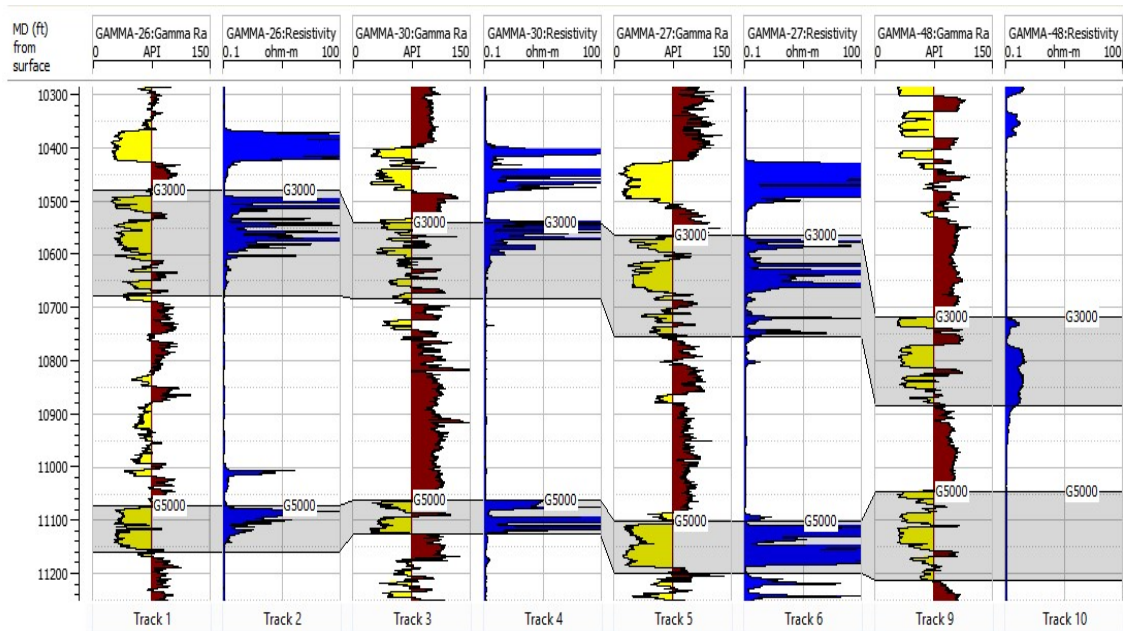 MD (ft)
from
surface
GAMMA-26:Gamma Ra
0 API 150
GAMMA-26:Resistivity
0.1 ohm-m 100
GAMMA-30:Gamma Ra
0 API 150
GAMMA-30:Resistivity
0.1 ohm-m 100
GAMMA-27:Gamma Ra
0 API 150
GAMMA-27:Resistivity
0.1 ohm-m 100
GAMMA-48:Gamma Ra
0 API 150
GAMMA-48:Resistivity
0.1 ohm-m 100
10300
10400
10500
10600
10700
10800
10900
11000
11100
11200
G3000 G3000 G3000 G3000 G3000 G3000 G3000 G3000
G5000 G5000 G5000 G5000 G5000 G5000 G5000 G5000
Track 1 Track 2 Track 3 Track 4 Track 5 Track 6 Track 9 Track 10